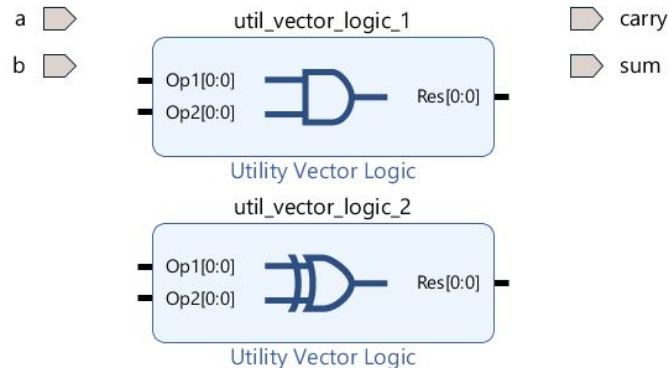 a
b
util_vector_logic_1
Op1[0:0]
Op2[0:0]
Res[0:0]
Utility Vector Logic
carry
sum
util_vector_logic_2
Op1[0:0]
Op2[0:0]
Res[0:0]
Utility Vector Logic